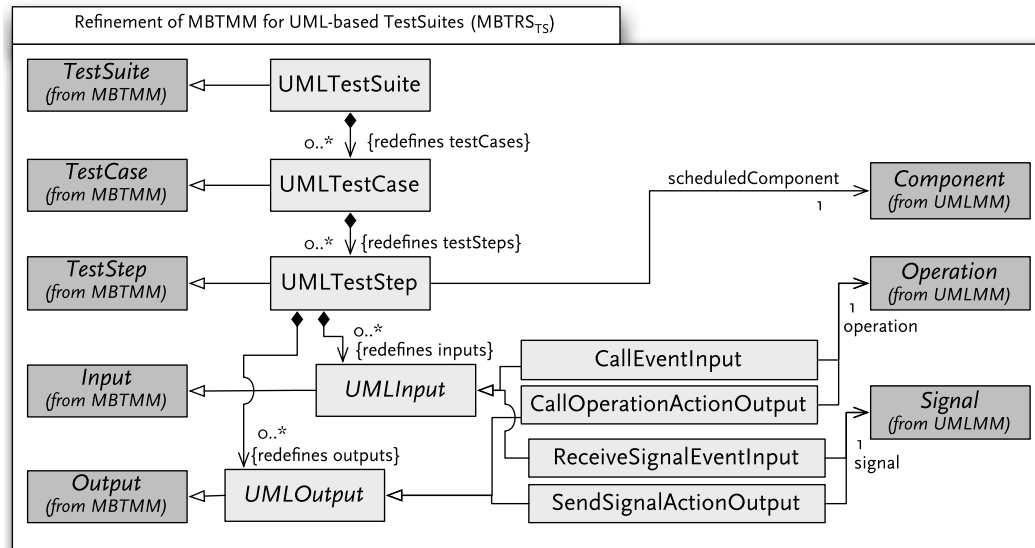 Refinement of MBTMM for UML-based TestSuites (MBTRS_TS)
TestSuite
(from MBTMM)
UMLTestSuite
0..* {redefines testCases}
TestCase
(from MBTMM)
UMLTestCase
scheduledComponent
1
Component
(from UMLMM)
0..* {redefines testSteps}
TestStep
(from MBTMM)
UMLTestStep
Operation
(from UMLMM)
1
operation
0..*
{redefines inputs}
CallEventInput
Input
(from MBTMM)
UMLInput
CallOperationActionOutput
Signal
(from UMLMM)
1
signal
0..*
{redefines outputs}
ReceiveSignalEventInput
Output
(from MBTMM)
UMLOutput
SendSignalActionOutput